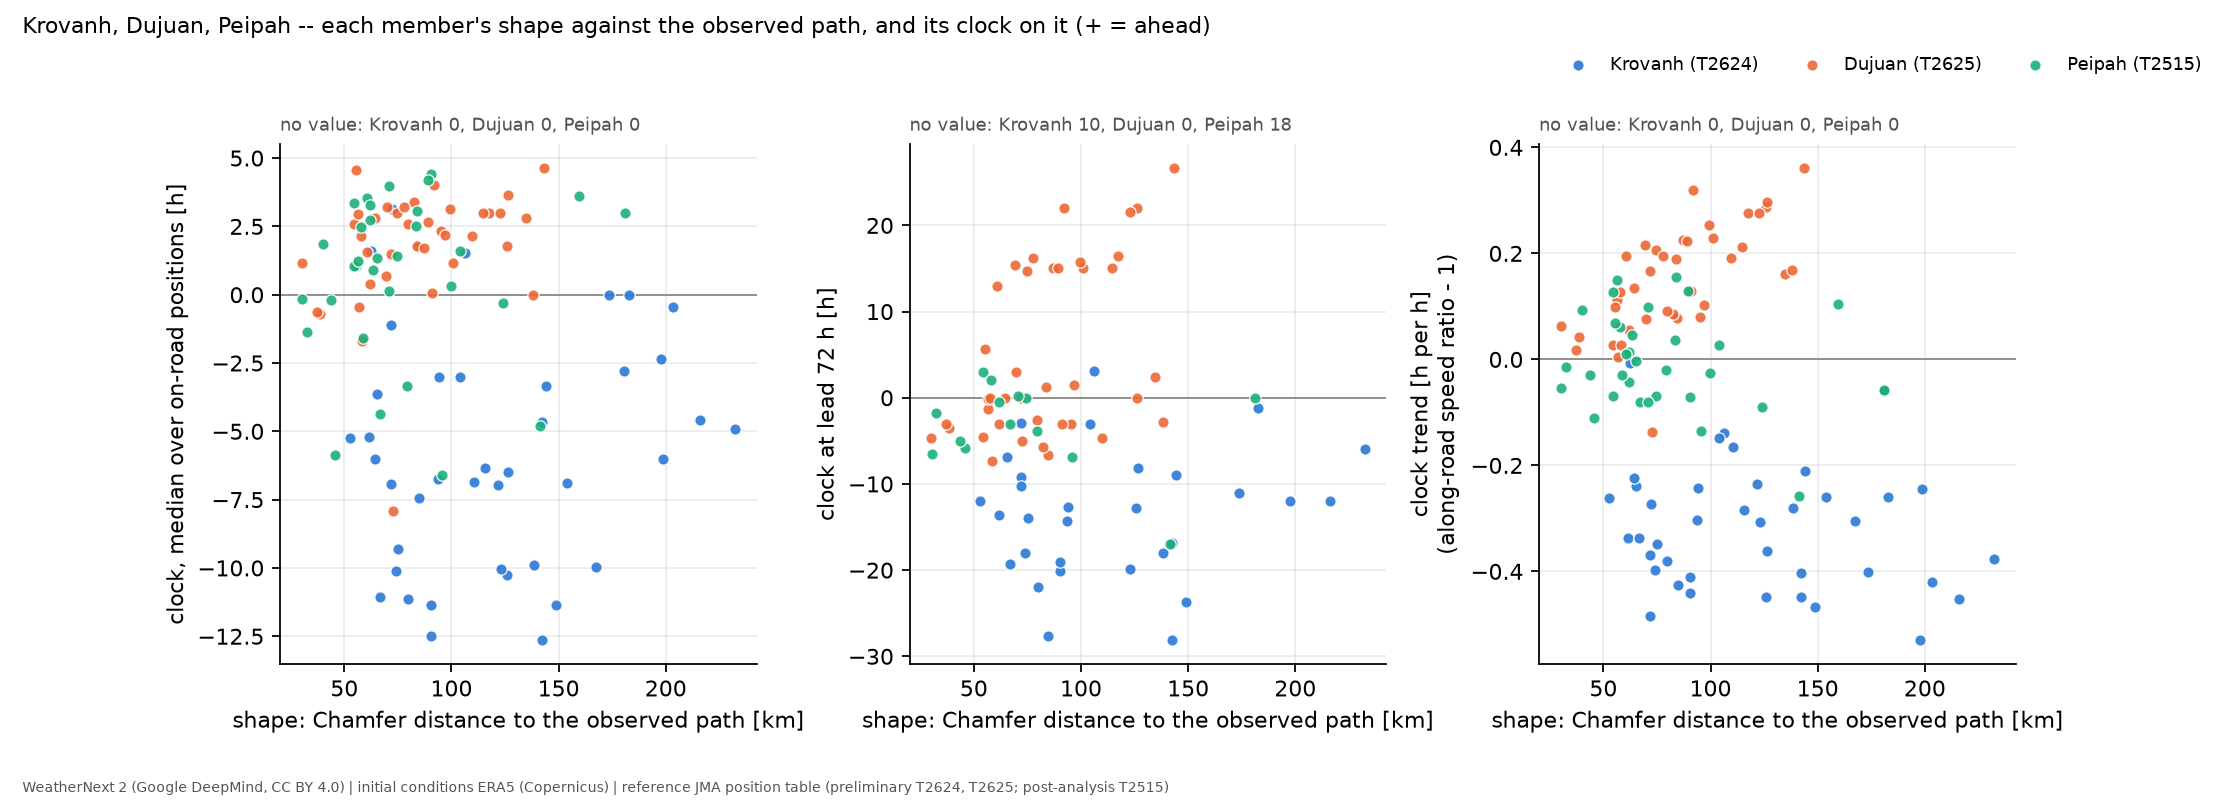 Krovanh, Dujuan, Peipah -- each member's shape against the observed path, and its clock on it (+ = ahead)
Krovanh (T2624)
Dujuan (T2625)
Peipah (T2515)
no value: Krovanh 0, Dujuan 0, Peipah 0
clock, median over on-road positions [h]
5.0
2.5
0.0
−2.5
−5.0
−7.5
−10.0
−12.5
50
100
150
200
shape: Chamfer distance to the observed path [km]
no value: Krovanh 10, Dujuan 0, Peipah 18
clock at lead 72 h [h]
20
10
0
−10
−20
−30
50
100
150
200
shape: Chamfer distance to the observed path [km]
no value: Krovanh 0, Dujuan 0, Peipah 0
clock trend [h per h]
(along-road speed ratio - 1)
0.4
0.2
0.0
−0.2
−0.4
50
100
150
200
shape: Chamfer distance to the observed path [km]
WeatherNext 2 (Google DeepMind, CC BY 4.0) | initial conditions ERA5 (Copernicus) | reference JMA position table (preliminary T2624, T2625; post-analysis T2515)